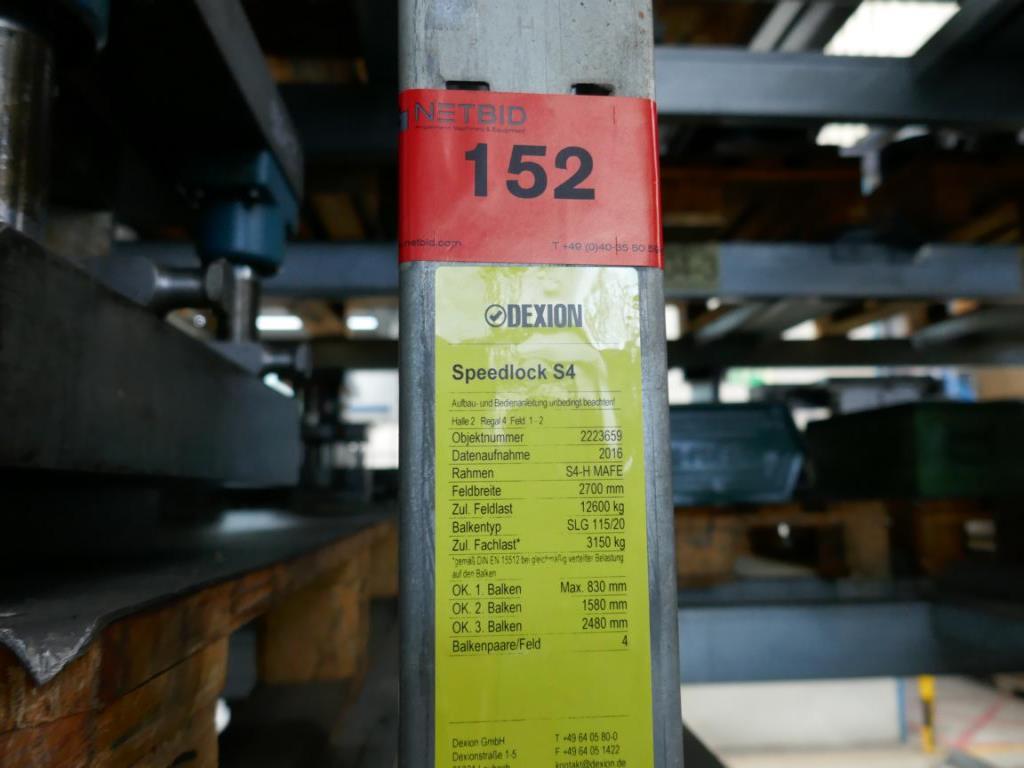 NETBID
152
netbid.com T +49 (0)40-35 50 59
DEXION
Speedlock S4
Aufbau- und Bedienanleitung unbedingt beachten!
Halle 2 Regal 4 Feld 1 - 2
Objektnummer 2223659
Datenaufnahme 2016
Rahmen S4-H MAFE
Feldbreite 2700 mm
Zul. Feldlast 12600 kg
Balkentyp SLG 115/20
Zul. Fachlast* 3150 kg
*gemäß DIN EN 15512 bei gleichmäßig verteilter Belastung
auf den Balken
OK. 1. Balken Max. 830 mm
OK. 2. Balken 1580 mm
OK. 3. Balken 2480 mm
Balkenpaare/Feld 4
Dexion GmbH T +49 64 05 80-0
Dexionstraße 1-5 F +49 64 05 1422
kontakt@dexion.de